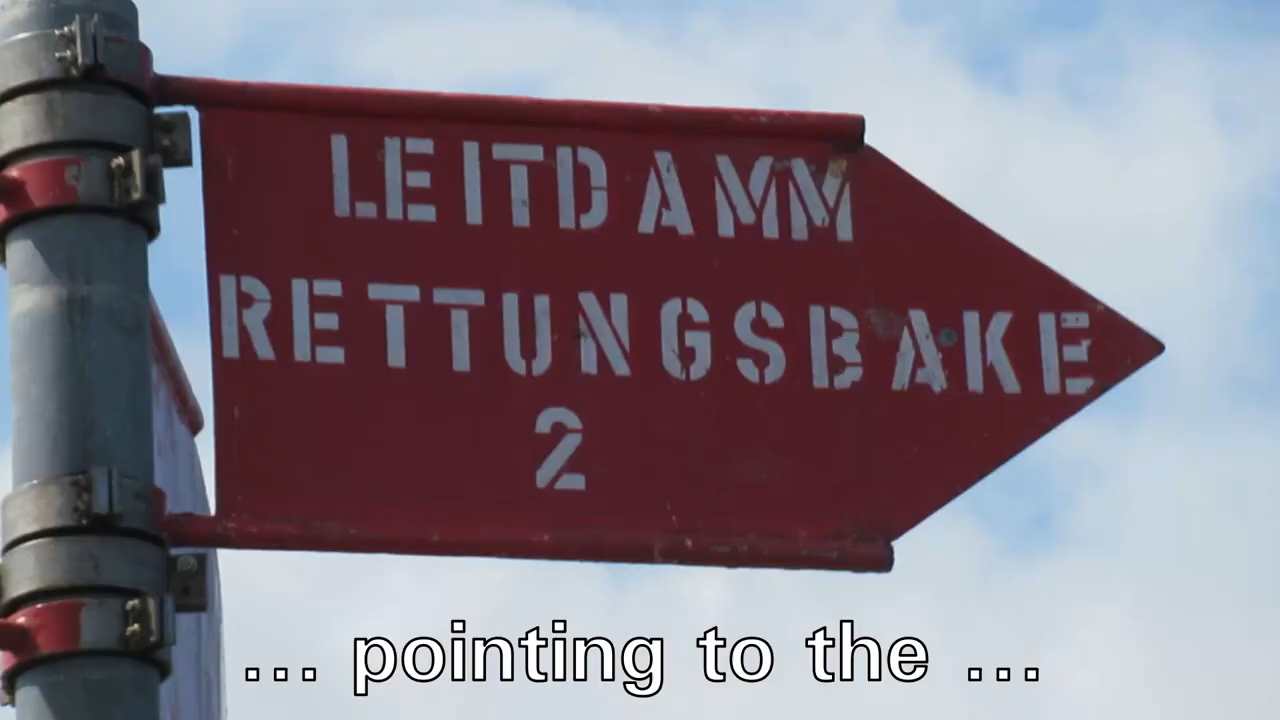 LEITDAMM
RETTUNGSBAKE
2
... pointing to the ...